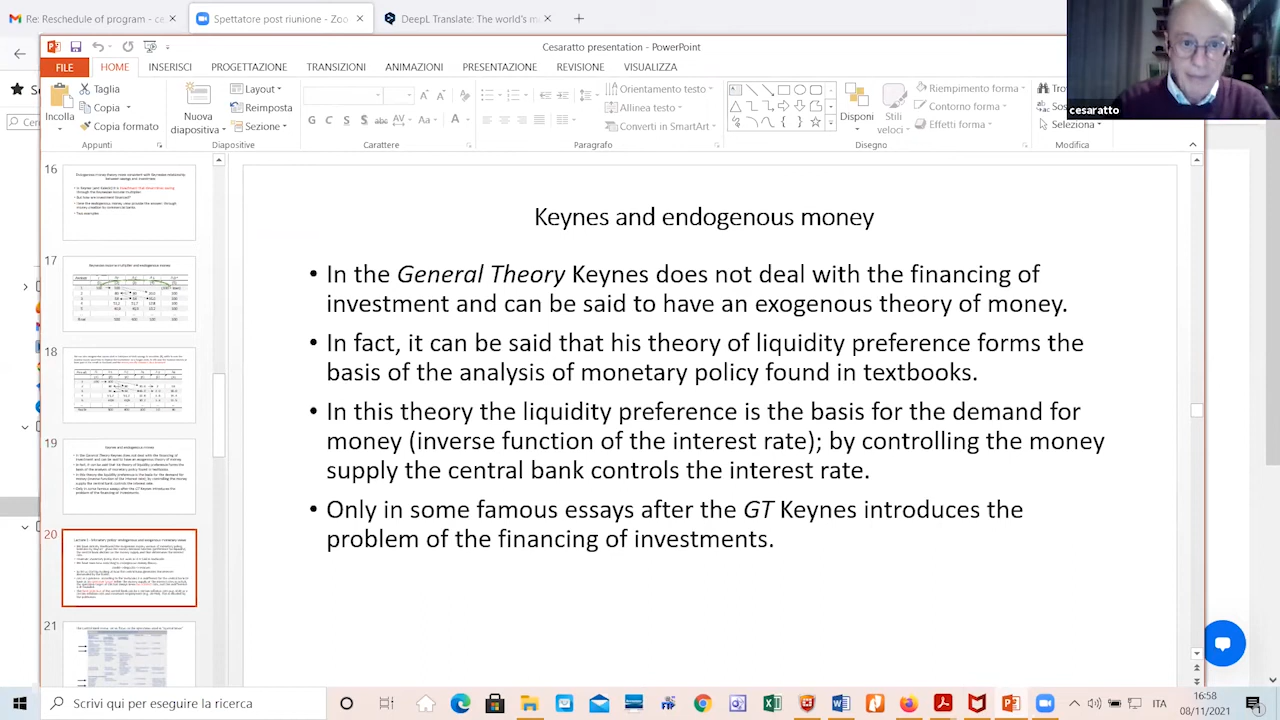 Re: Reschedule of program - ce
Spettatore post riunione - Zoo
DeepL Translate: The world's m
Cesaratto presentation - PowerPoint
FILE
HOME
INSERISCI
PROGETTAZIONE
TRANSIZIONI
ANIMAZIONI
PRESENTAZIONE
REVISIONE
VISUALIZZA
cesaratto
Incolla
Taglia
Copia
Copia formato
Appunti
Nuova
diapositiva
Layout
Reimposta
Sezione
Diapositive
G C S S
Aa
A
Carattere
Orientamento testo
Allinea testo
Converti in SmartArt
Paragrafo
Disponi
Stili
veloci
Riempimento forma
Contorno forma
Effetti forma
Disegno
Seleziona
Modifica
16
17
18
19
20
21
Keynes and endogenous money
• In the General Theory Keynes does not deal with the financing of
investment and can be said to have an exogenous theory of money.
• In fact, it can be said that his theory of liquidity preference forms the
basis of the analysis of monetary policy found in textbooks.
• In this theory the liquidity preference is the basis for the demand for
money (inverse function of the interest rate); by controlling the money
supply the central bank controls the interest rate.
• Only in some famous essays after the GT Keynes introduces the
problem of the financing of investments.
Scrivi qui per eseguire la ricerca
ITA
16:58
08/11/2021